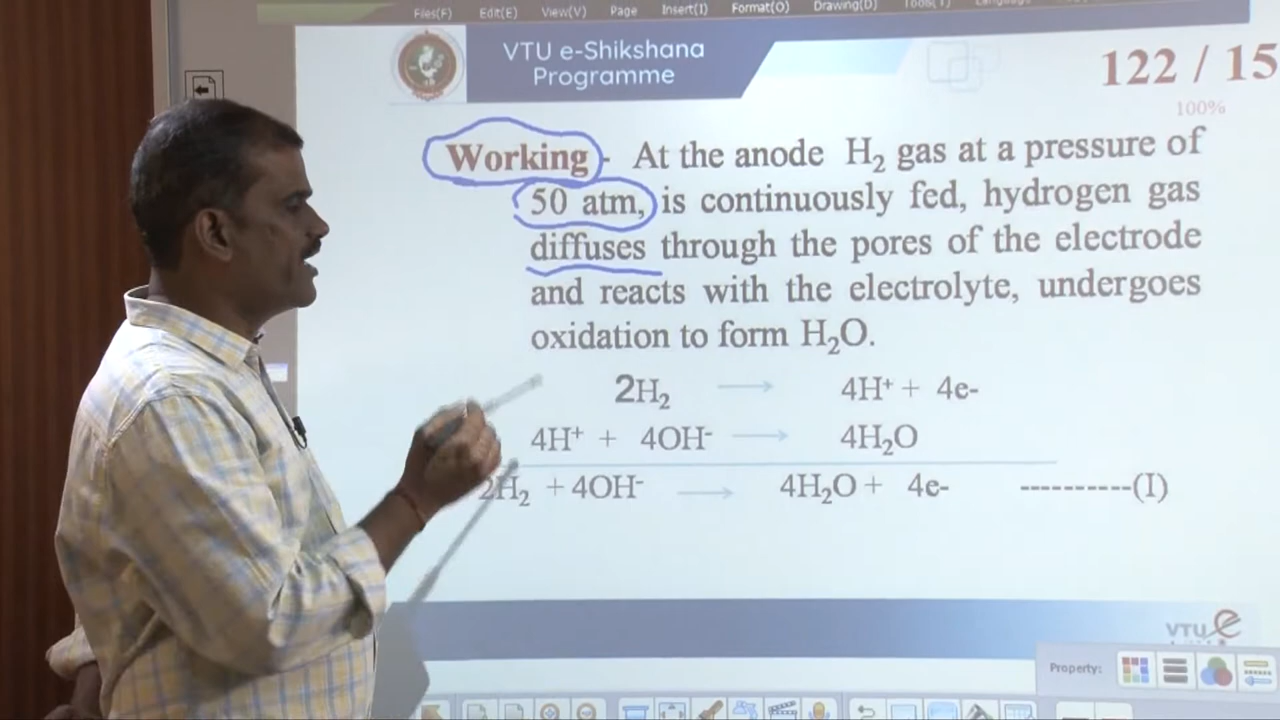 Files(F) Edit(E) View(V) Page Insert(I) Format(O) Drawing(D)
VTU e-Shikshana
Programme
122 / 15
100%
Working - At the anode H₂ gas at a pressure of
50 atm, is continuously fed, hydrogen gas
diffuses through the pores of the electrode
and reacts with the electrolyte, undergoes
oxidation to form H₂O.
2H₂ → 4H⁺ + 4e-
4H⁺ + 4OH⁻ → 4H₂O
2H₂ + 4OH⁻ → 4H₂O + 4e- ----------(I)
VTU e
Property: